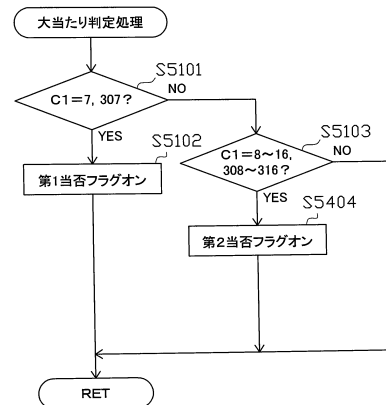 大当たり判定処理
S5101
C1=7, 307?
NO
YES
S5102
第1当否フラグオン
S5103
C1=8~16,
308~316?
NO
YES
S5404
第2当否フラグオン
RET